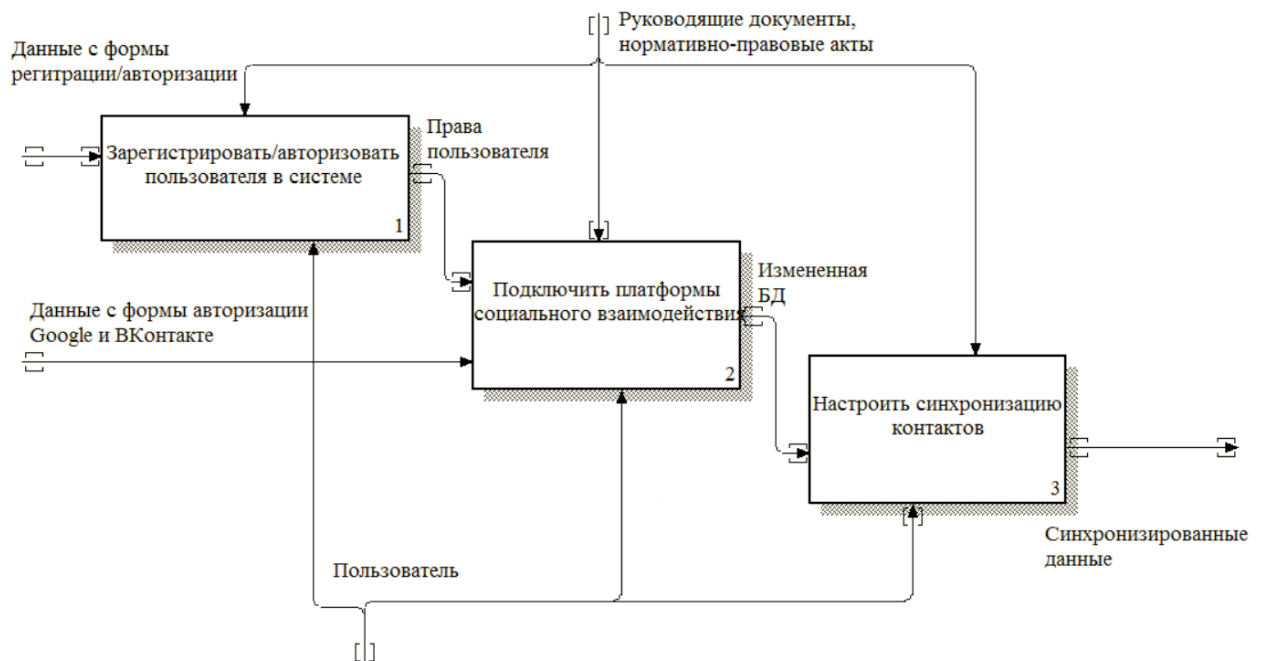 Руководящие документы,
нормативно-правовые акты
Данные с формы
регитрации/авторизации
Зарегистрировать/авторизовать
пользователя в системе
1
Права
пользователя
Данные с формы авторизации
Google и ВКонтакте
Подключить платформы
социального взаимодействия
2
Измененная
БД
Настроить синхронизацию
контактов
3
Синхронизированные
данные
Пользователь